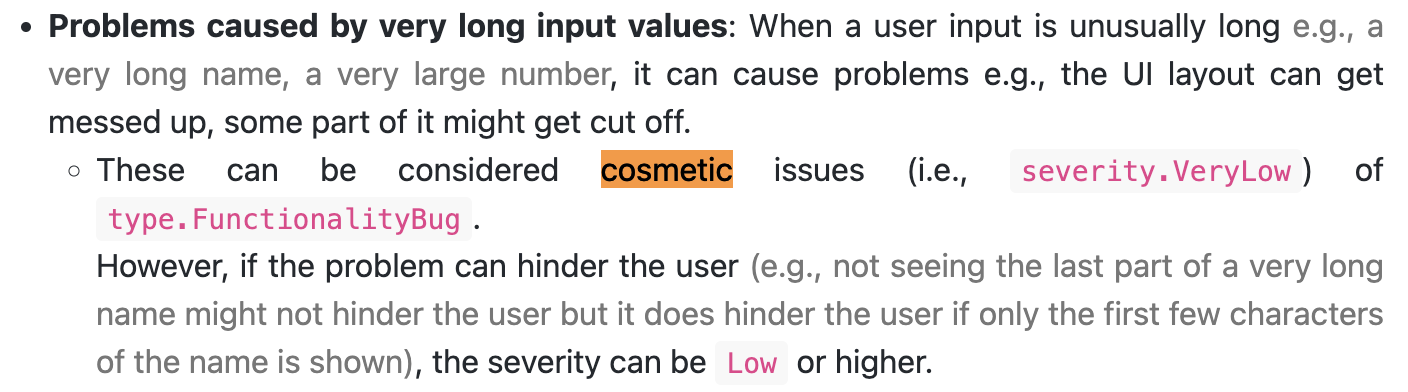 • Problems caused by very long input values: When a user input is unusually long e.g., a
very long name, a very large number, it can cause problems e.g., the UI layout can get
messed up, some part of it might get cut off.
◦ These can be considered cosmetic issues (i.e., severity.VeryLow) of
type.FunctionalityBug.
However, if the problem can hinder the user (e.g., not seeing the last part of a very long
name might not hinder the user but it does hinder the user if only the first few characters
of the name is shown), the severity can be Low or higher.